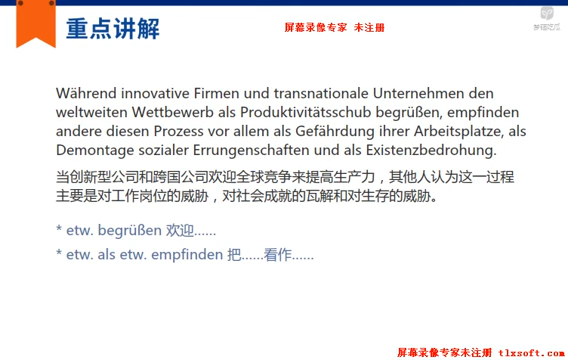 重点讲解
屏幕录像专家 未注册
Während innovative Firmen und transnationale Unternehmen den
weltweiten Wettbewerb als Produktivitätsschub begrüßen, empfinden
andere diesen Prozess vor allem als Gefährdung ihrer Arbeitsplatze, als
Demontage sozialer Errungenschaften und als Existenzbedrohung.
当创新型公司和跨国公司欢迎全球竞争来提高生产力，其他人认为这一过程
主要是对工作岗位的威胁，对社会成就的瓦解和对生存的威胁。
* etw. begrüßen 欢迎……
* etw. als etw. empfinden 把……看作……
屏幕录像专家未注册 tlxsoft.com